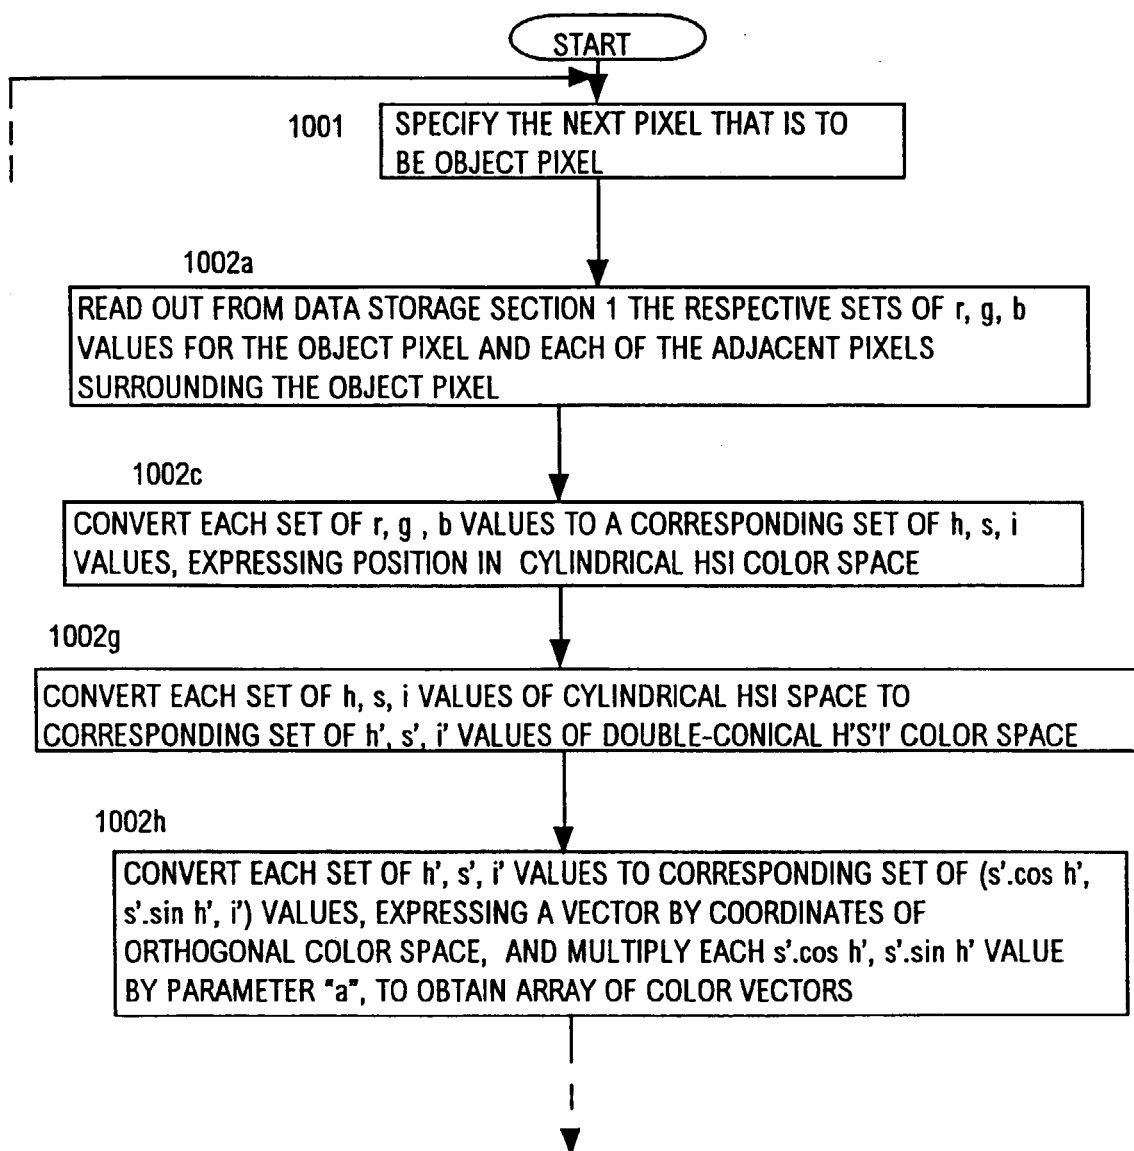 START
1001
SPECIFY THE NEXT PIXEL THAT IS TO
BE OBJECT PIXEL
1002a
READ OUT FROM DATA STORAGE SECTION 1 THE RESPECTIVE SETS OF r, g, b
VALUES FOR THE OBJECT PIXEL AND EACH OF THE ADJACENT PIXELS
SURROUNDING THE OBJECT PIXEL
1002c
CONVERT EACH SET OF r, g , b VALUES TO A CORRESPONDING SET OF h, s, i
VALUES, EXPRESSING POSITION IN CYLINDRICAL HSI COLOR SPACE
1002g
CONVERT EACH SET OF h, s, i VALUES OF CYLINDRICAL HSI SPACE TO
CORRESPONDING SET OF h', s', i' VALUES OF DOUBLE-CONICAL H'S'I' COLOR SPACE
1002h
CONVERT EACH SET OF h', s', i' VALUES TO CORRESPONDING SET OF (s'.cos h',
s'.sin h', i') VALUES, EXPRESSING A VECTOR BY COORDINATES OF
ORTHOGONAL COLOR SPACE, AND MULTIPLY EACH s'.cos h', s'.sin h' VALUE
BY PARAMETER "a", TO OBTAIN ARRAY OF COLOR VECTORS